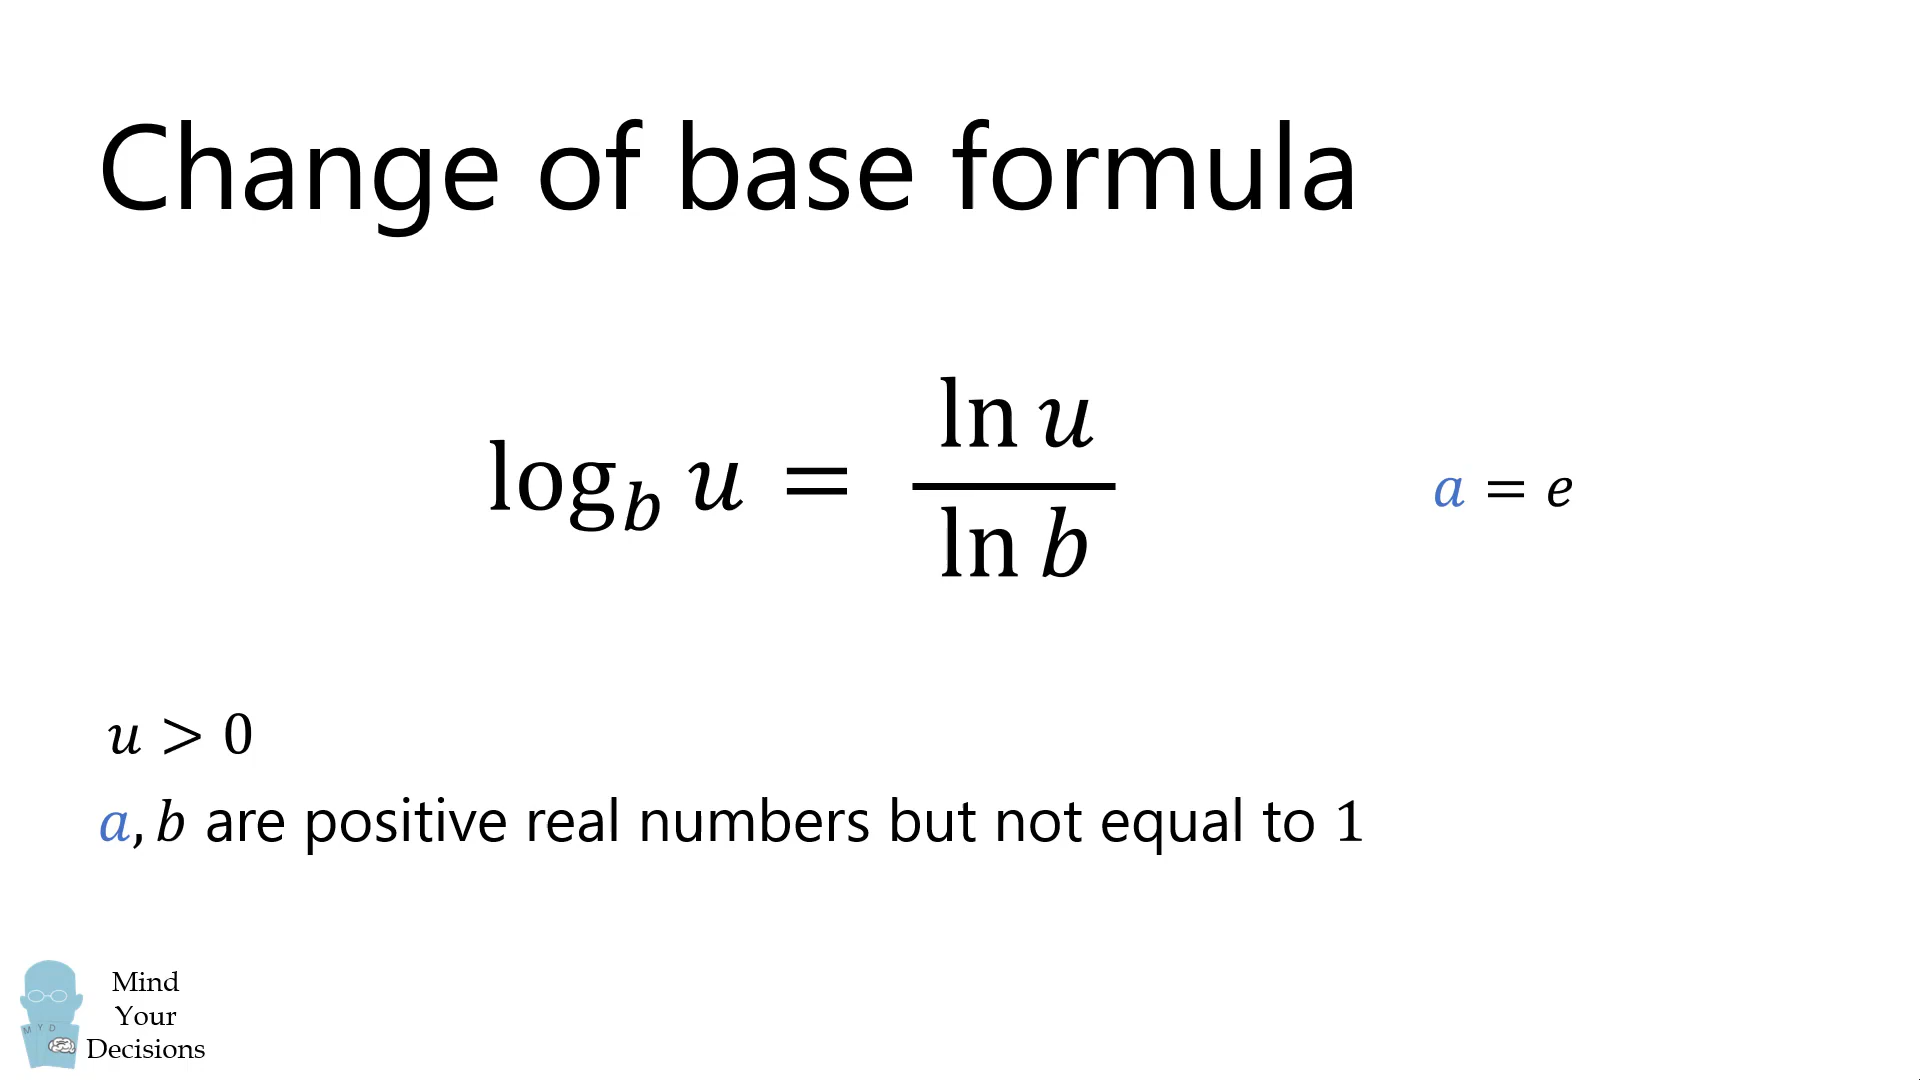 Change of base formula
log_b u = ln u / ln b
a = e
u > 0
a, b are positive real numbers but not equal to 1
M Y D
Mind
Your
Decisions